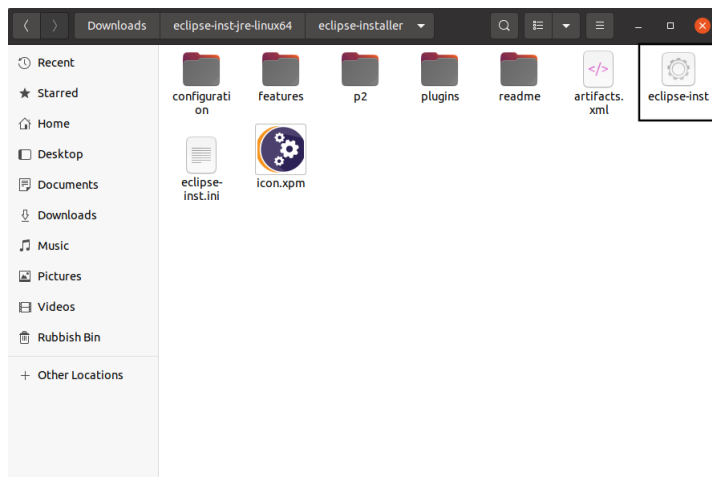 Downloads eclipse-inst-jre-linux64 eclipse-installer
Recent
Starred
Home
Desktop
Documents
Downloads
Music
Pictures
Videos
Rubbish Bin
+ Other Locations
configurati
on
features
p2
plugins
readme
</>
artifacts.
xml
eclipse-inst
eclipse-
inst.ini
icon.xpm